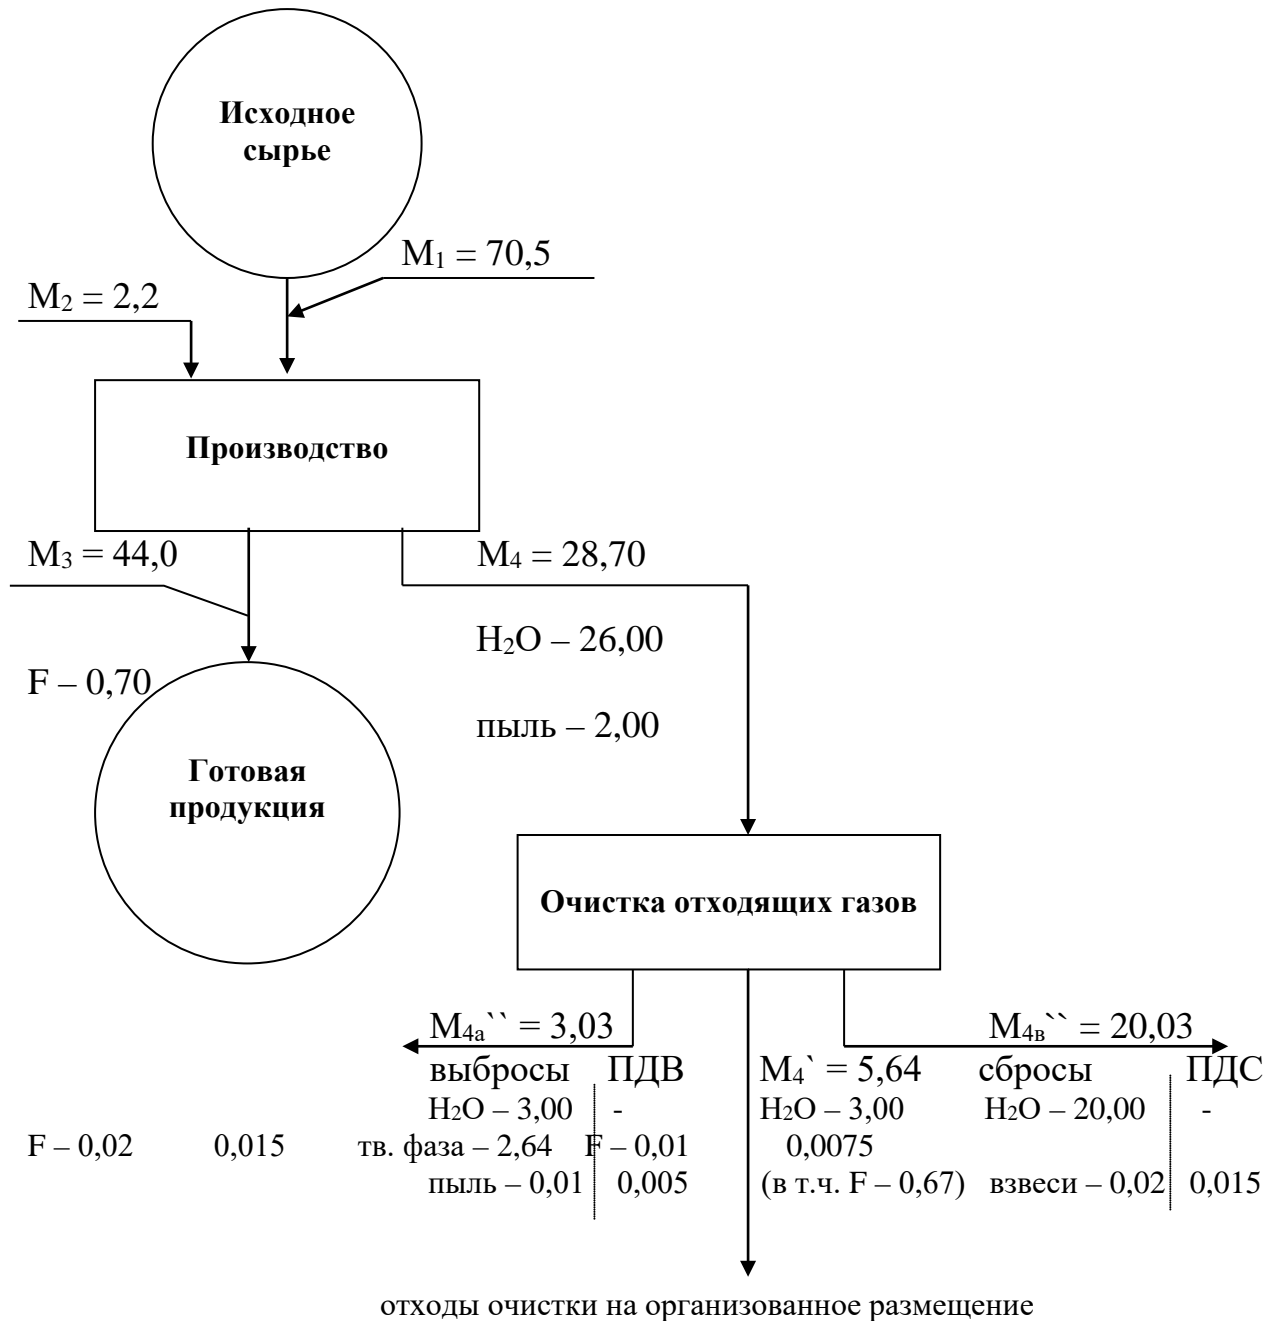 Исходное
сырье
M₁ = 70,5
M₂ = 2,2
Производство
M₃ = 44,0
M₄ = 28,70
H₂O – 26,00
F – 0,70
пыль – 2,00
Готовая
продукция
Очистка отходящих газов
M₄ₐ`` = 3,03
M₄в`` = 20,03
выбросы ПДВ M₄` = 5,64 сбросы ПДС
H₂O – 3,00 - H₂O – 3,00 H₂O – 20,00 -
F – 0,02 0,015 тв. фаза – 2,64 F – 0,01 0,0075
пыль – 0,01 0,005 (в т.ч. F – 0,67) взвеси – 0,02 0,015
отходы очистки на организованное размещение